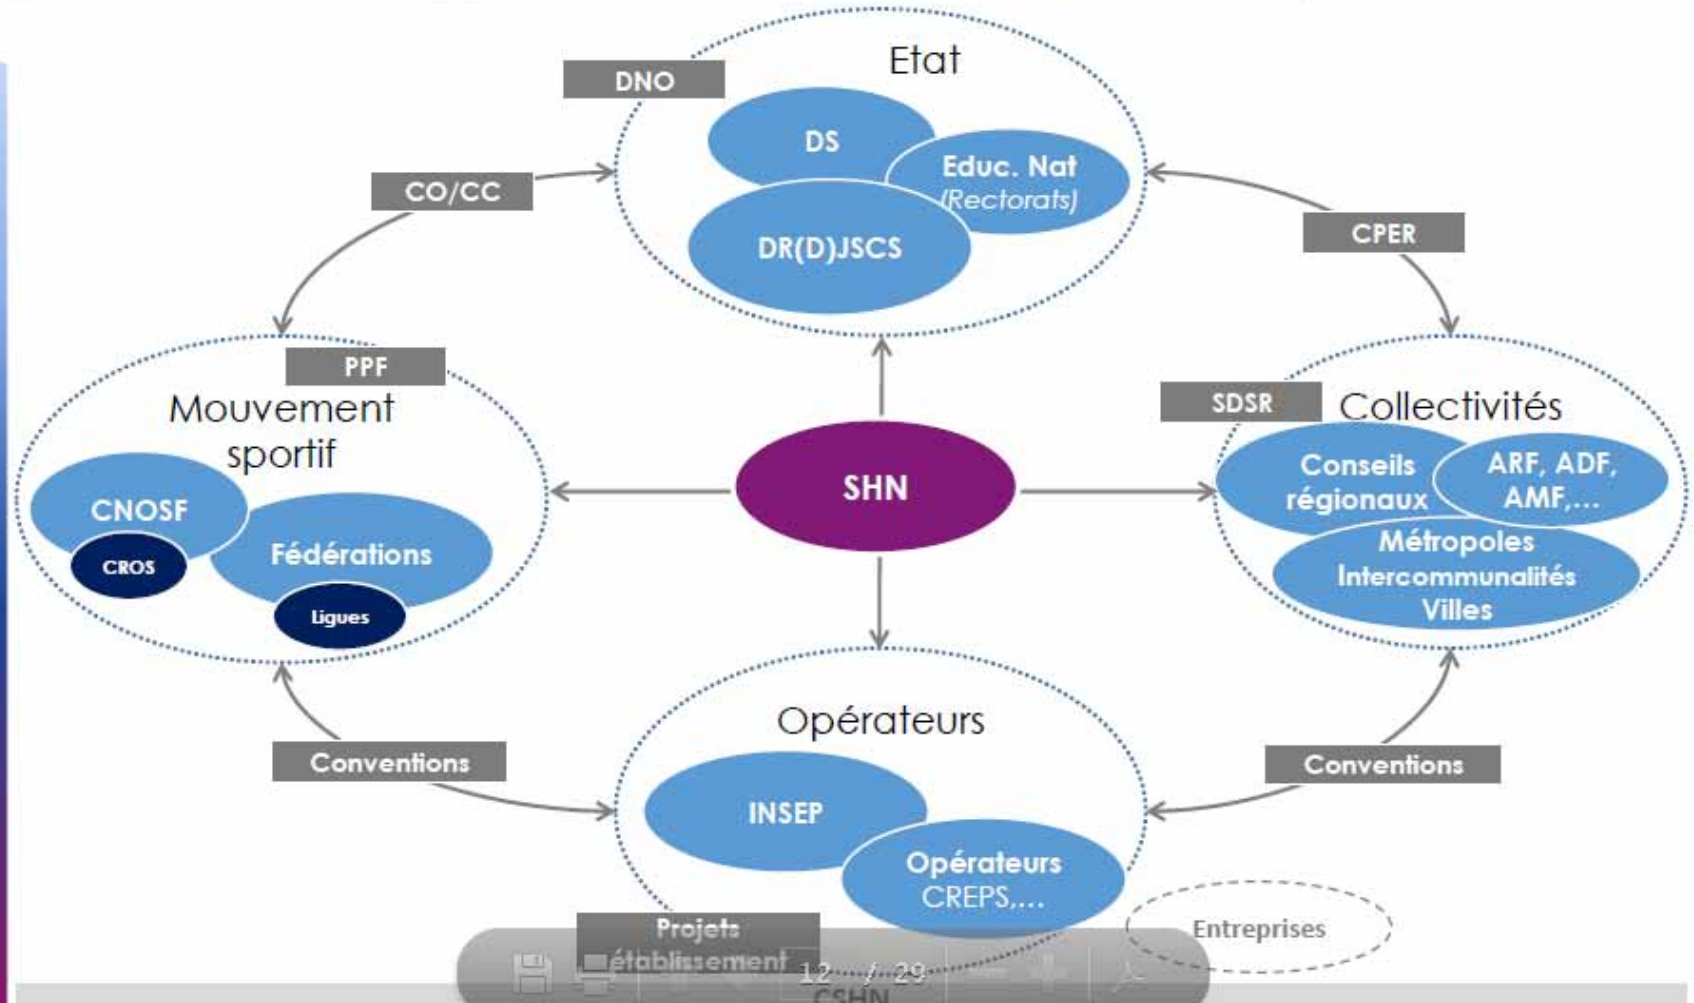 Etat
DNO
DS
Educ. Nat
(Rectorats)
DR(D)JSCS
CO/CC
CPER
PPF
Mouvement
sportif
CNOSF
CROS
Fédérations
Ligues
SHN
SDSR
Collectivités
Conseils
régionaux
ARF, ADF,
AMF,...
Métropoles
Intercommunalités
Villes
Conventions
Conventions
Opérateurs
INSEP
Opérateurs
CREPS,...
Projets
établissement
Entreprises
12 / 29
CSHN